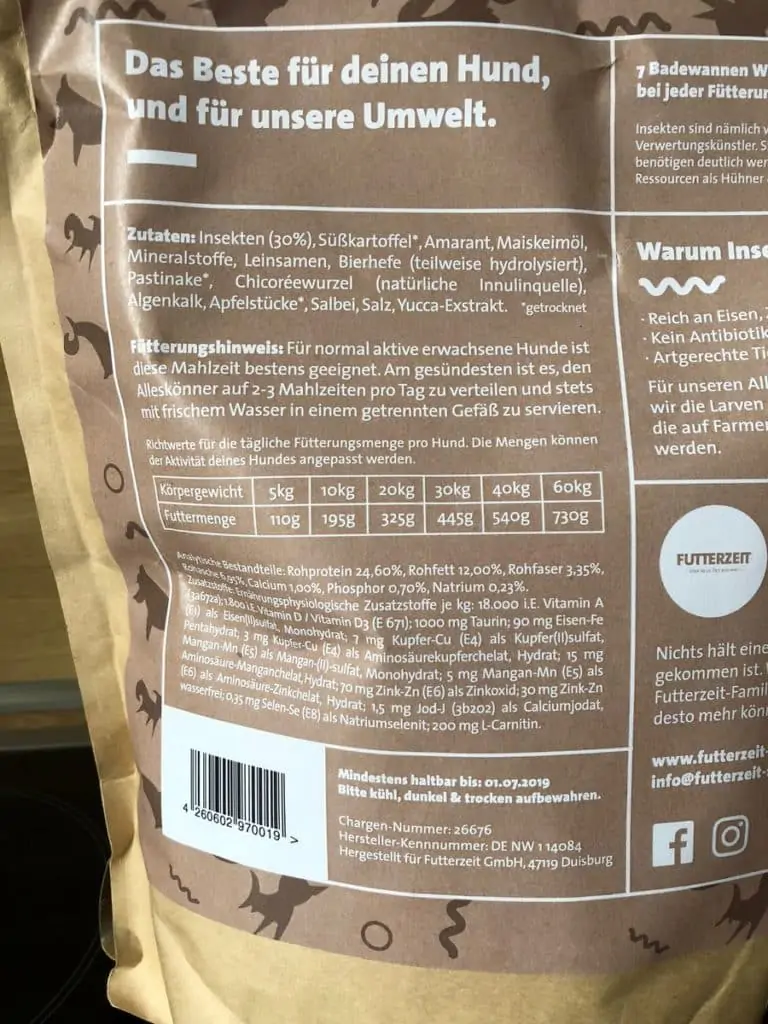 Das Beste für deinen Hund,
und für unsere Umwelt.
Zutaten: Insekten (30%), Süßkartoffel*, Amarant, Maiskeimöl,
Mineralstoffe, Leinsamen, Bierhefe (teilweise hydrolysiert),
Pastinake*, Chicoréewurzel (natürliche Innulinquelle),
Algenkalk, Apfelstücke*, Salbei, Salz, Yucca-Exstrakt. *getrocknet
Fütterungshinweis: Für normal aktive erwachsene Hunde ist
diese Mahlzeit bestens geeignet. Am gesündesten ist es, den
Alleskönner auf 2-3 Mahlzeiten pro Tag zu verteilen und stets
mit frischem Wasser in einem getrennten Gefäß zu servieren.
Richtwerte für die tägliche Fütterungsmenge pro Hund. Die Mengen können
der Aktivität deines Hundes angepasst werden.
Körpergewicht 5kg 10kg 20kg 30kg 40kg 60kg
Futtermenge 110g 195g 325g 445g 540g 730g
Analytische Bestandteile: Rohprotein 24,60%, Rohfett 12,00%, Rohfaser 3,35%,
Rohasche 6,95%, Calcium 1,00%, Phosphor 0,70%, Natrium 0,23%.
Zusatzstoffe: Ernährungsphysiologische Zusatzstoffe je kg: 18.000 i.E. Vitamin A
(3a672a); 1.800 i.E. Vitamin D / Vitamin D3 (E 671); 1000 mg Taurin; 90 mg Eisen-Fe
(E1) als Eisen(II)sulfat, Monohydrat; 7 mg Kupfer-Cu (E4) als Kupfer(II)sulfat,
Pentahydrat; 3 mg Kupfer-Cu (E4) als Aminosäurekupferchelat, Hydrat; 15 mg
Mangan-Mn (E5) als Mangan-(II)-sulfat, Monohydrat; 5 mg Mangan-Mn (E5) als
Aminosäure-Manganchelat, Hydrat; 70 mg Zink-Zn (E6) als Zinkoxid; 30 mg Zink-Zn
(E6) als Aminosäure-Zinkchelat, Hydrat; 1,5 mg Jod-J (3b202) als Calciumjodat,
wasserfrei; 0,35 mg Selen-Se (E8) als Natriumselenit; 200 mg L-Carnitin.
4 260602 970019 >
Mindestens haltbar bis: 01.07.2019
Bitte kühl, dunkel & trocken aufbewahren.
Chargen-Nummer: 26676
Hersteller-Kennnummer: DE NW 1 14084
Hergestellt für Futterzeit GmbH, 47119 Duisburg
7 Badewannen W
bei jeder Fütterun
Insekten sind nämlich v
Verwertungskünstler. S
benötigen deutlich wer
Ressourcen als Hühner
Warum Inse
· Reich an Eisen,
· Kein Antibiotik
· Artgerechte Ti
Für unseren All
wir die Larven
die auf Farmen
werden.
FUTTERZEIT
Nichts hält eine
gekommen ist.
Futterzeit-Famil
desto mehr könn
www.futterzeit-
info@futterzeit-